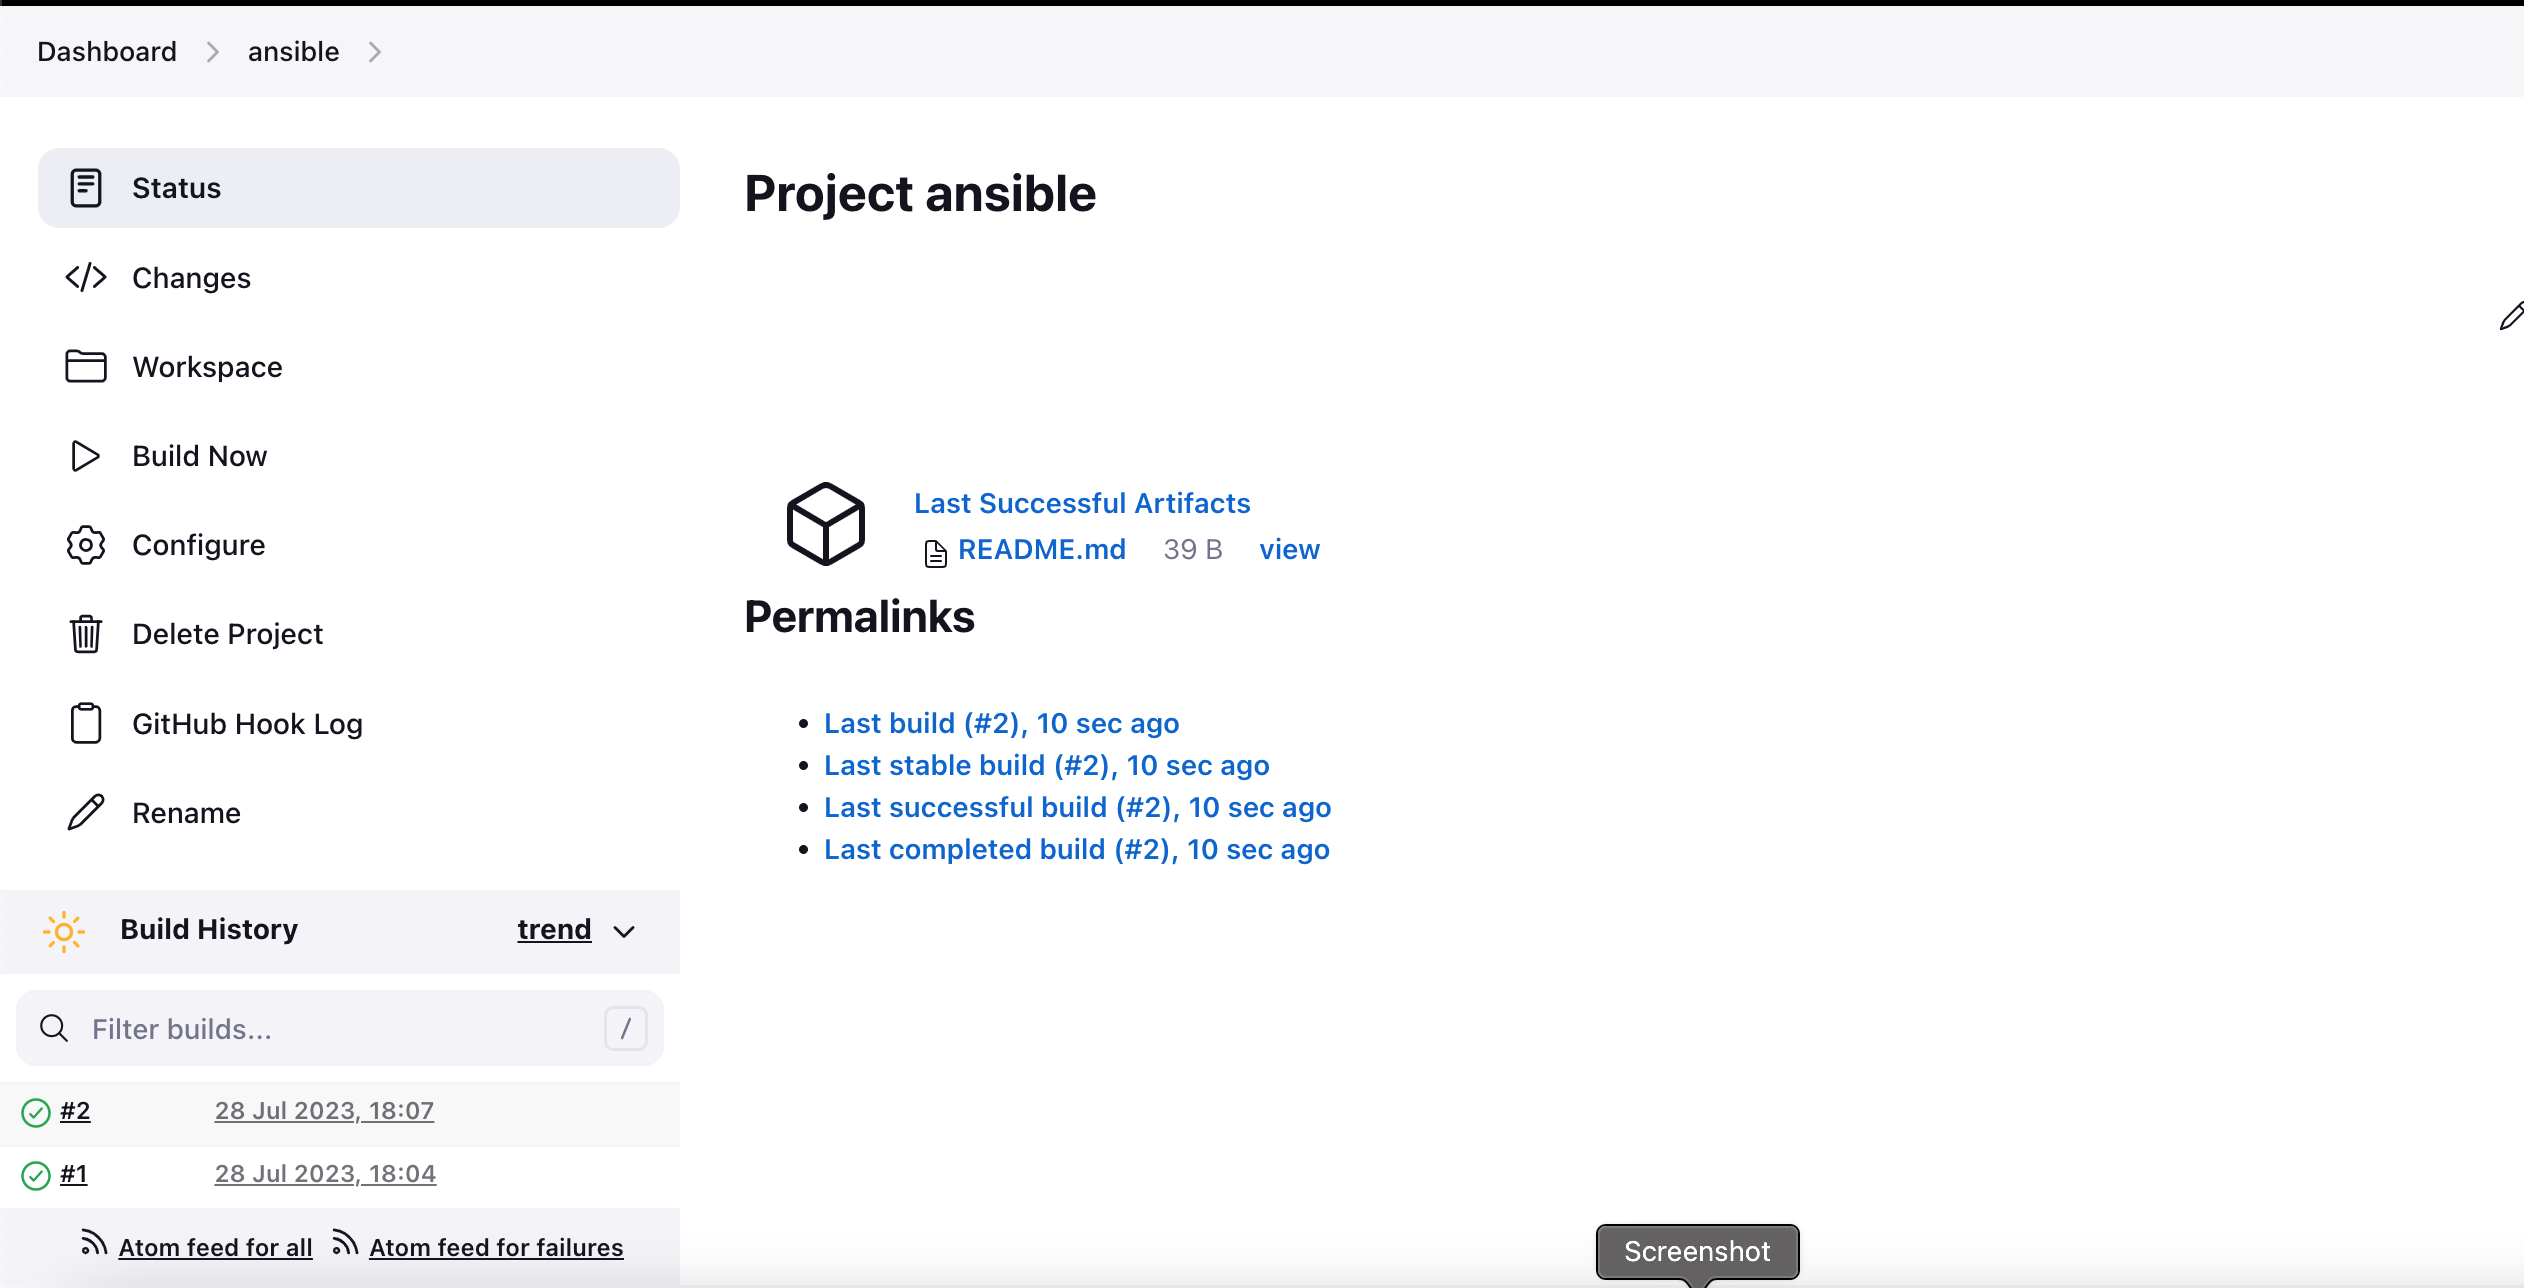 Dashboard ansible
Status
Changes
Workspace
Build Now
Configure
Delete Project
GitHub Hook Log
Rename
Build History trend
Filter builds... /
#2 28 Jul 2023, 18:07
#1 28 Jul 2023, 18:04
Atom feed for all Atom feed for failures
Project ansible
Last Successful Artifacts
README.md 39 B view
Permalinks
Last build (#2), 10 sec ago
Last stable build (#2), 10 sec ago
Last successful build (#2), 10 sec ago
Last completed build (#2), 10 sec ago
Screenshot